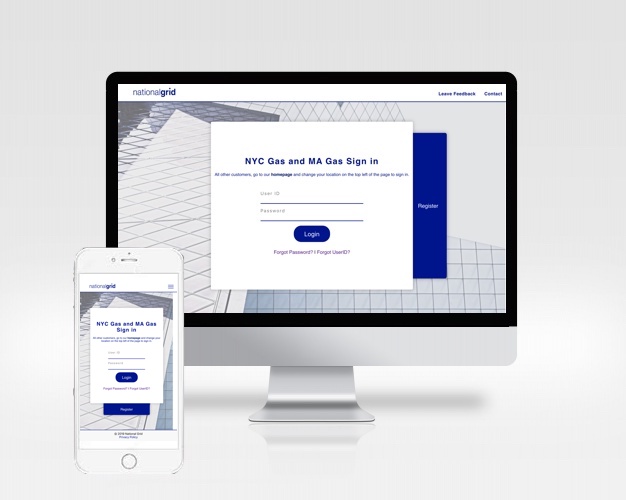 nationalgrid
Leave Feedback
Contact
NYC Gas and MA Gas Sign in
All other customers, go to our homepage and change your location on the top left of the page to sign in.
User ID
Password
Login
Forgot Password? I Forgot UserID?
Register
nationalgrid
NYC Gas and MA Gas
Sign in
All other customers, go to our homepage and change your
location on the top left of the page to sign in.
User ID
Password
Login
Forgot Password? I Forgot UserID?
Register
© 2019 National Grid
Privacy Policy